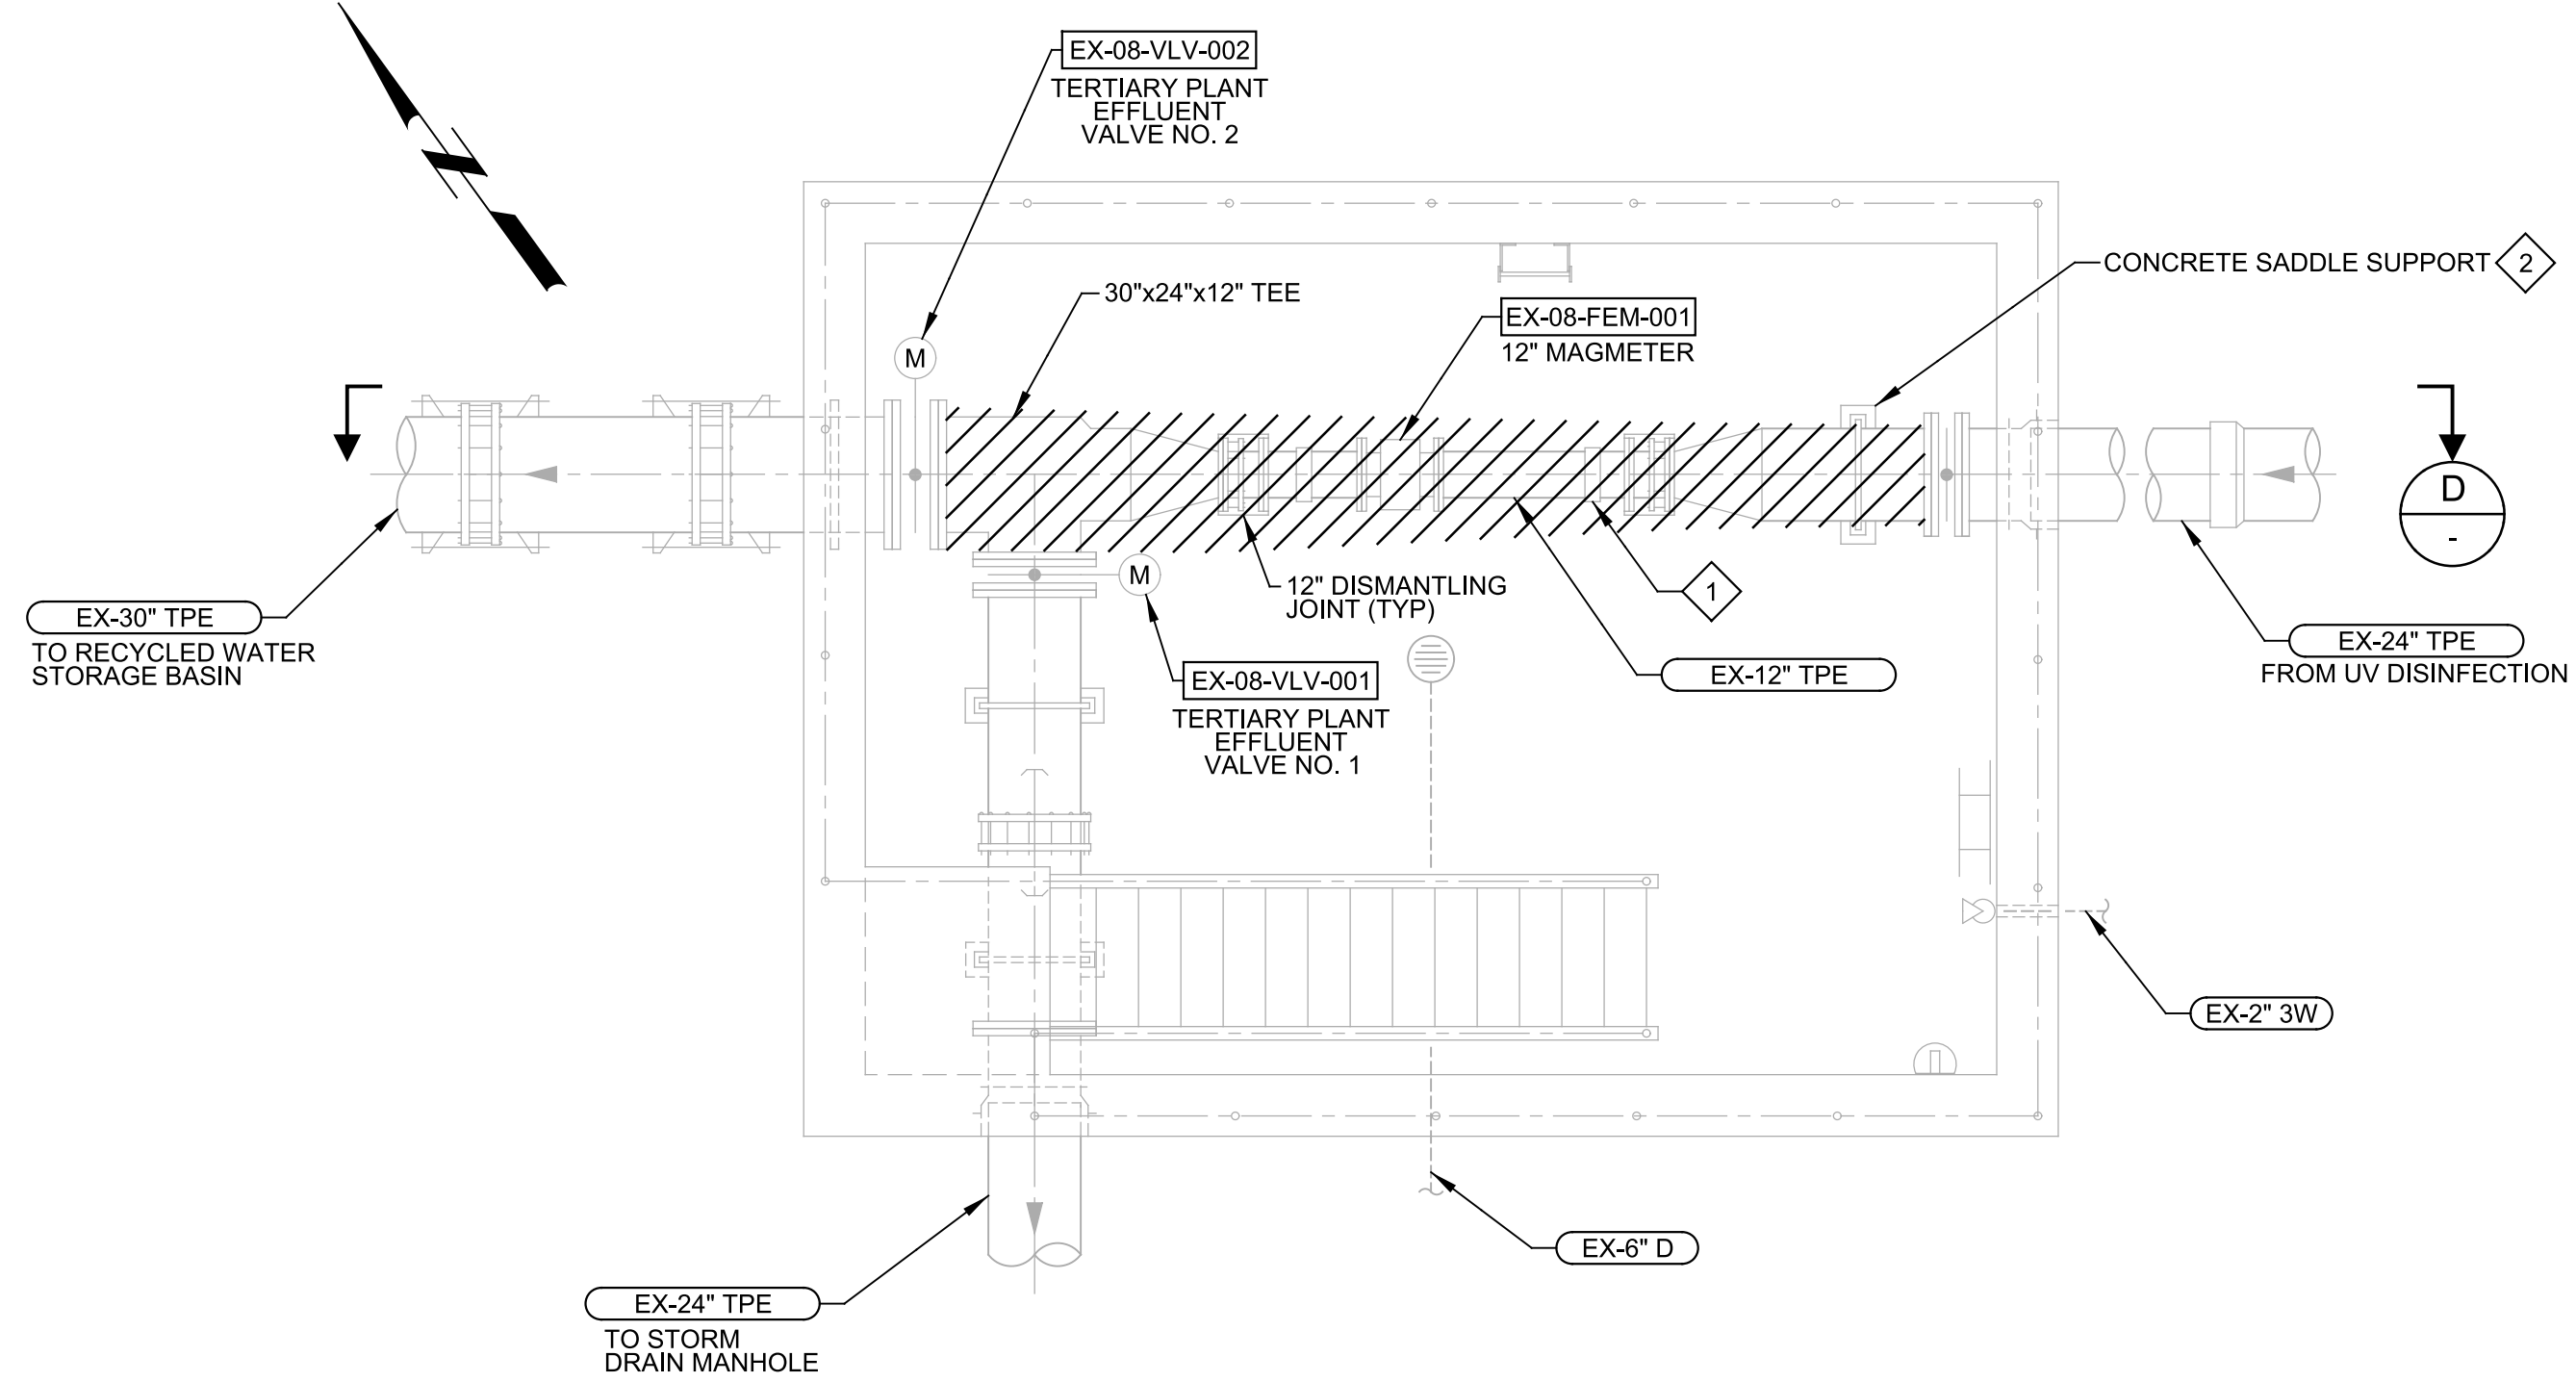 EX-08-VLV-002
TERTIARY PLANT
EFFLUENT
VALVE NO. 2
CONCRETE SADDLE SUPPORT
2
30"x24"x12" TEE
EX-08-FEM-001
12" MAGMETER
M
D
-
M
12" DISMANTLING
JOINT (TYP)
1
EX-30" TPE
TO RECYCLED WATER
STORAGE BASIN
EX-08-VLV-001
TERTIARY PLANT
EFFLUENT
VALVE NO. 1
EX-12" TPE
EX-24" TPE
FROM UV DISINFECTION
EX-2" 3W
EX-6" D
EX-24" TPE
TO STORM
DRAIN MANHOLE